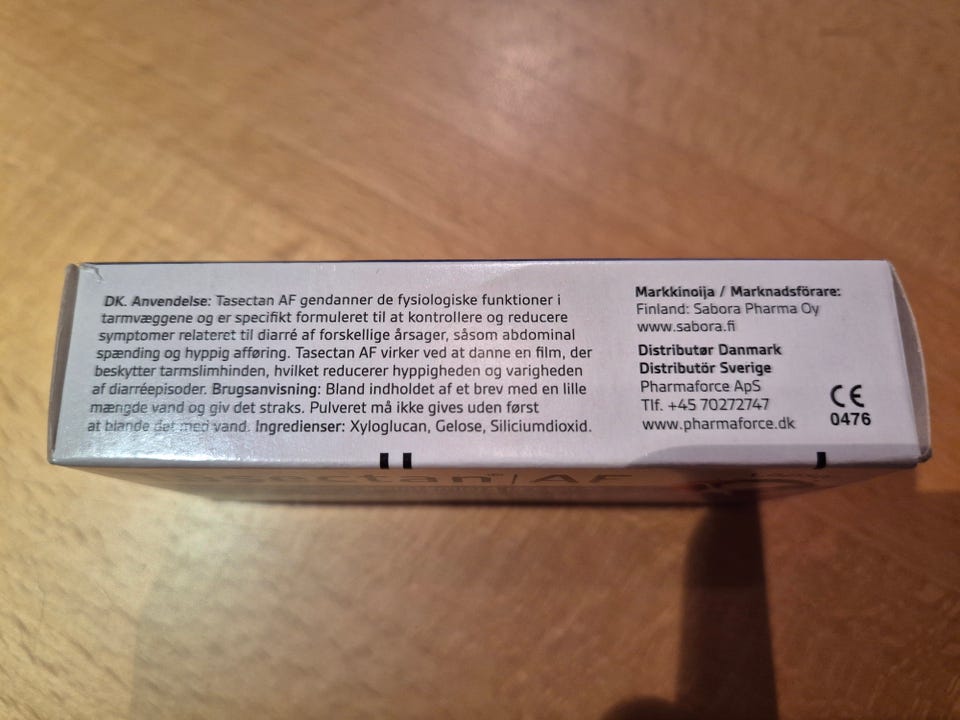 DK. Anvendelse: Tasectan AF gendanner de fysiologiske funktioner i
tarmvæggene og er specifikt formuleret til at kontrollere og reducere
symptomer relateret til diarré af forskellige årsager, såsom abdominal
spænding og hyppig afføring. Tasectan AF virker ved at danne en film, der
beskytter tarmslimhinden, hvilket reducerer hyppigheden og varigheden
af diarréepisoder. Brugsanvisning: Bland indholdet af et brev med en lille
mængde vand og giv det straks. Pulveret må ikke gives uden først
at blande det med vand. Ingredienser: Xyloglucan, Gelose, Siliciumdioxid.
Markkinoija / Marknadsförare:
Finland: Sabora Pharma Oy
www.sabora.fi
Distributør Danmark
Distributör Sverige
Pharmaforce ApS
Tlf. +45 70272747
www.pharmaforce.dk
CE
0476
Tasectan® | AF